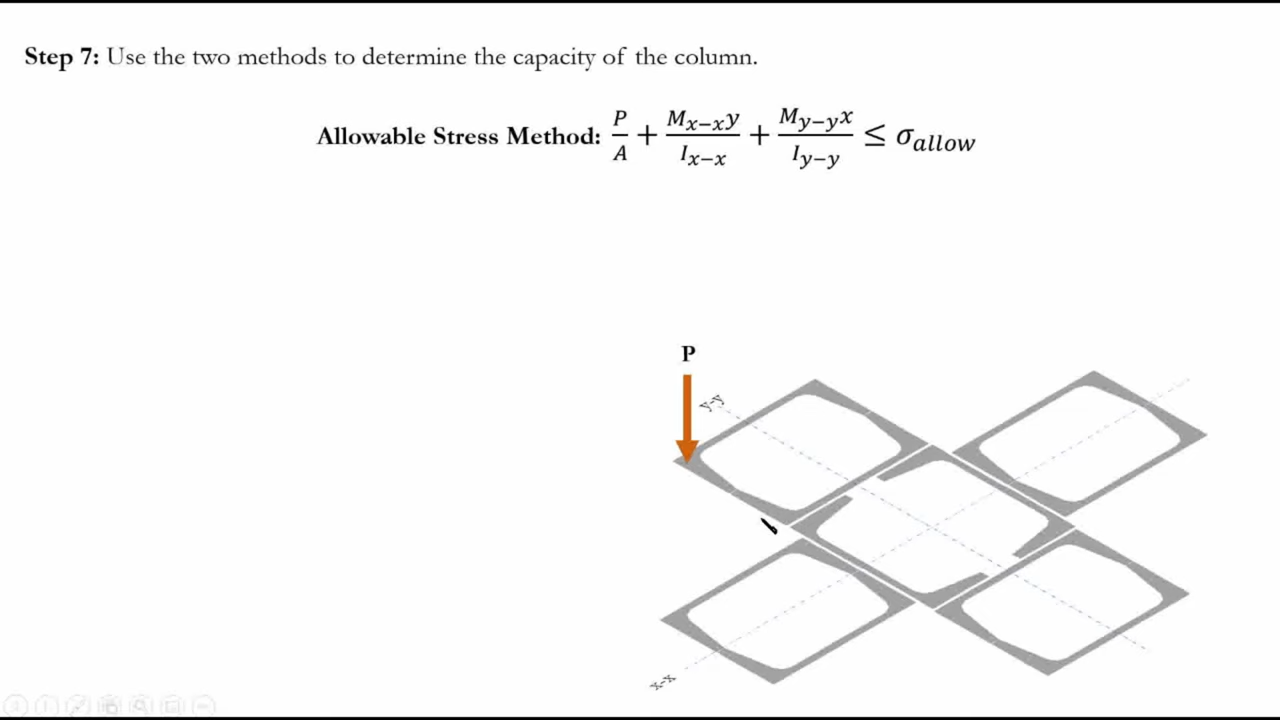 Step 7: Use the two methods to determine the capacity of the column.
Allowable Stress Method: P/A + M_{x−x}y/I_{x−x} + M_{y−y}x/I_{y−y} ≤ σ_{allow}
P
y-y
x-x